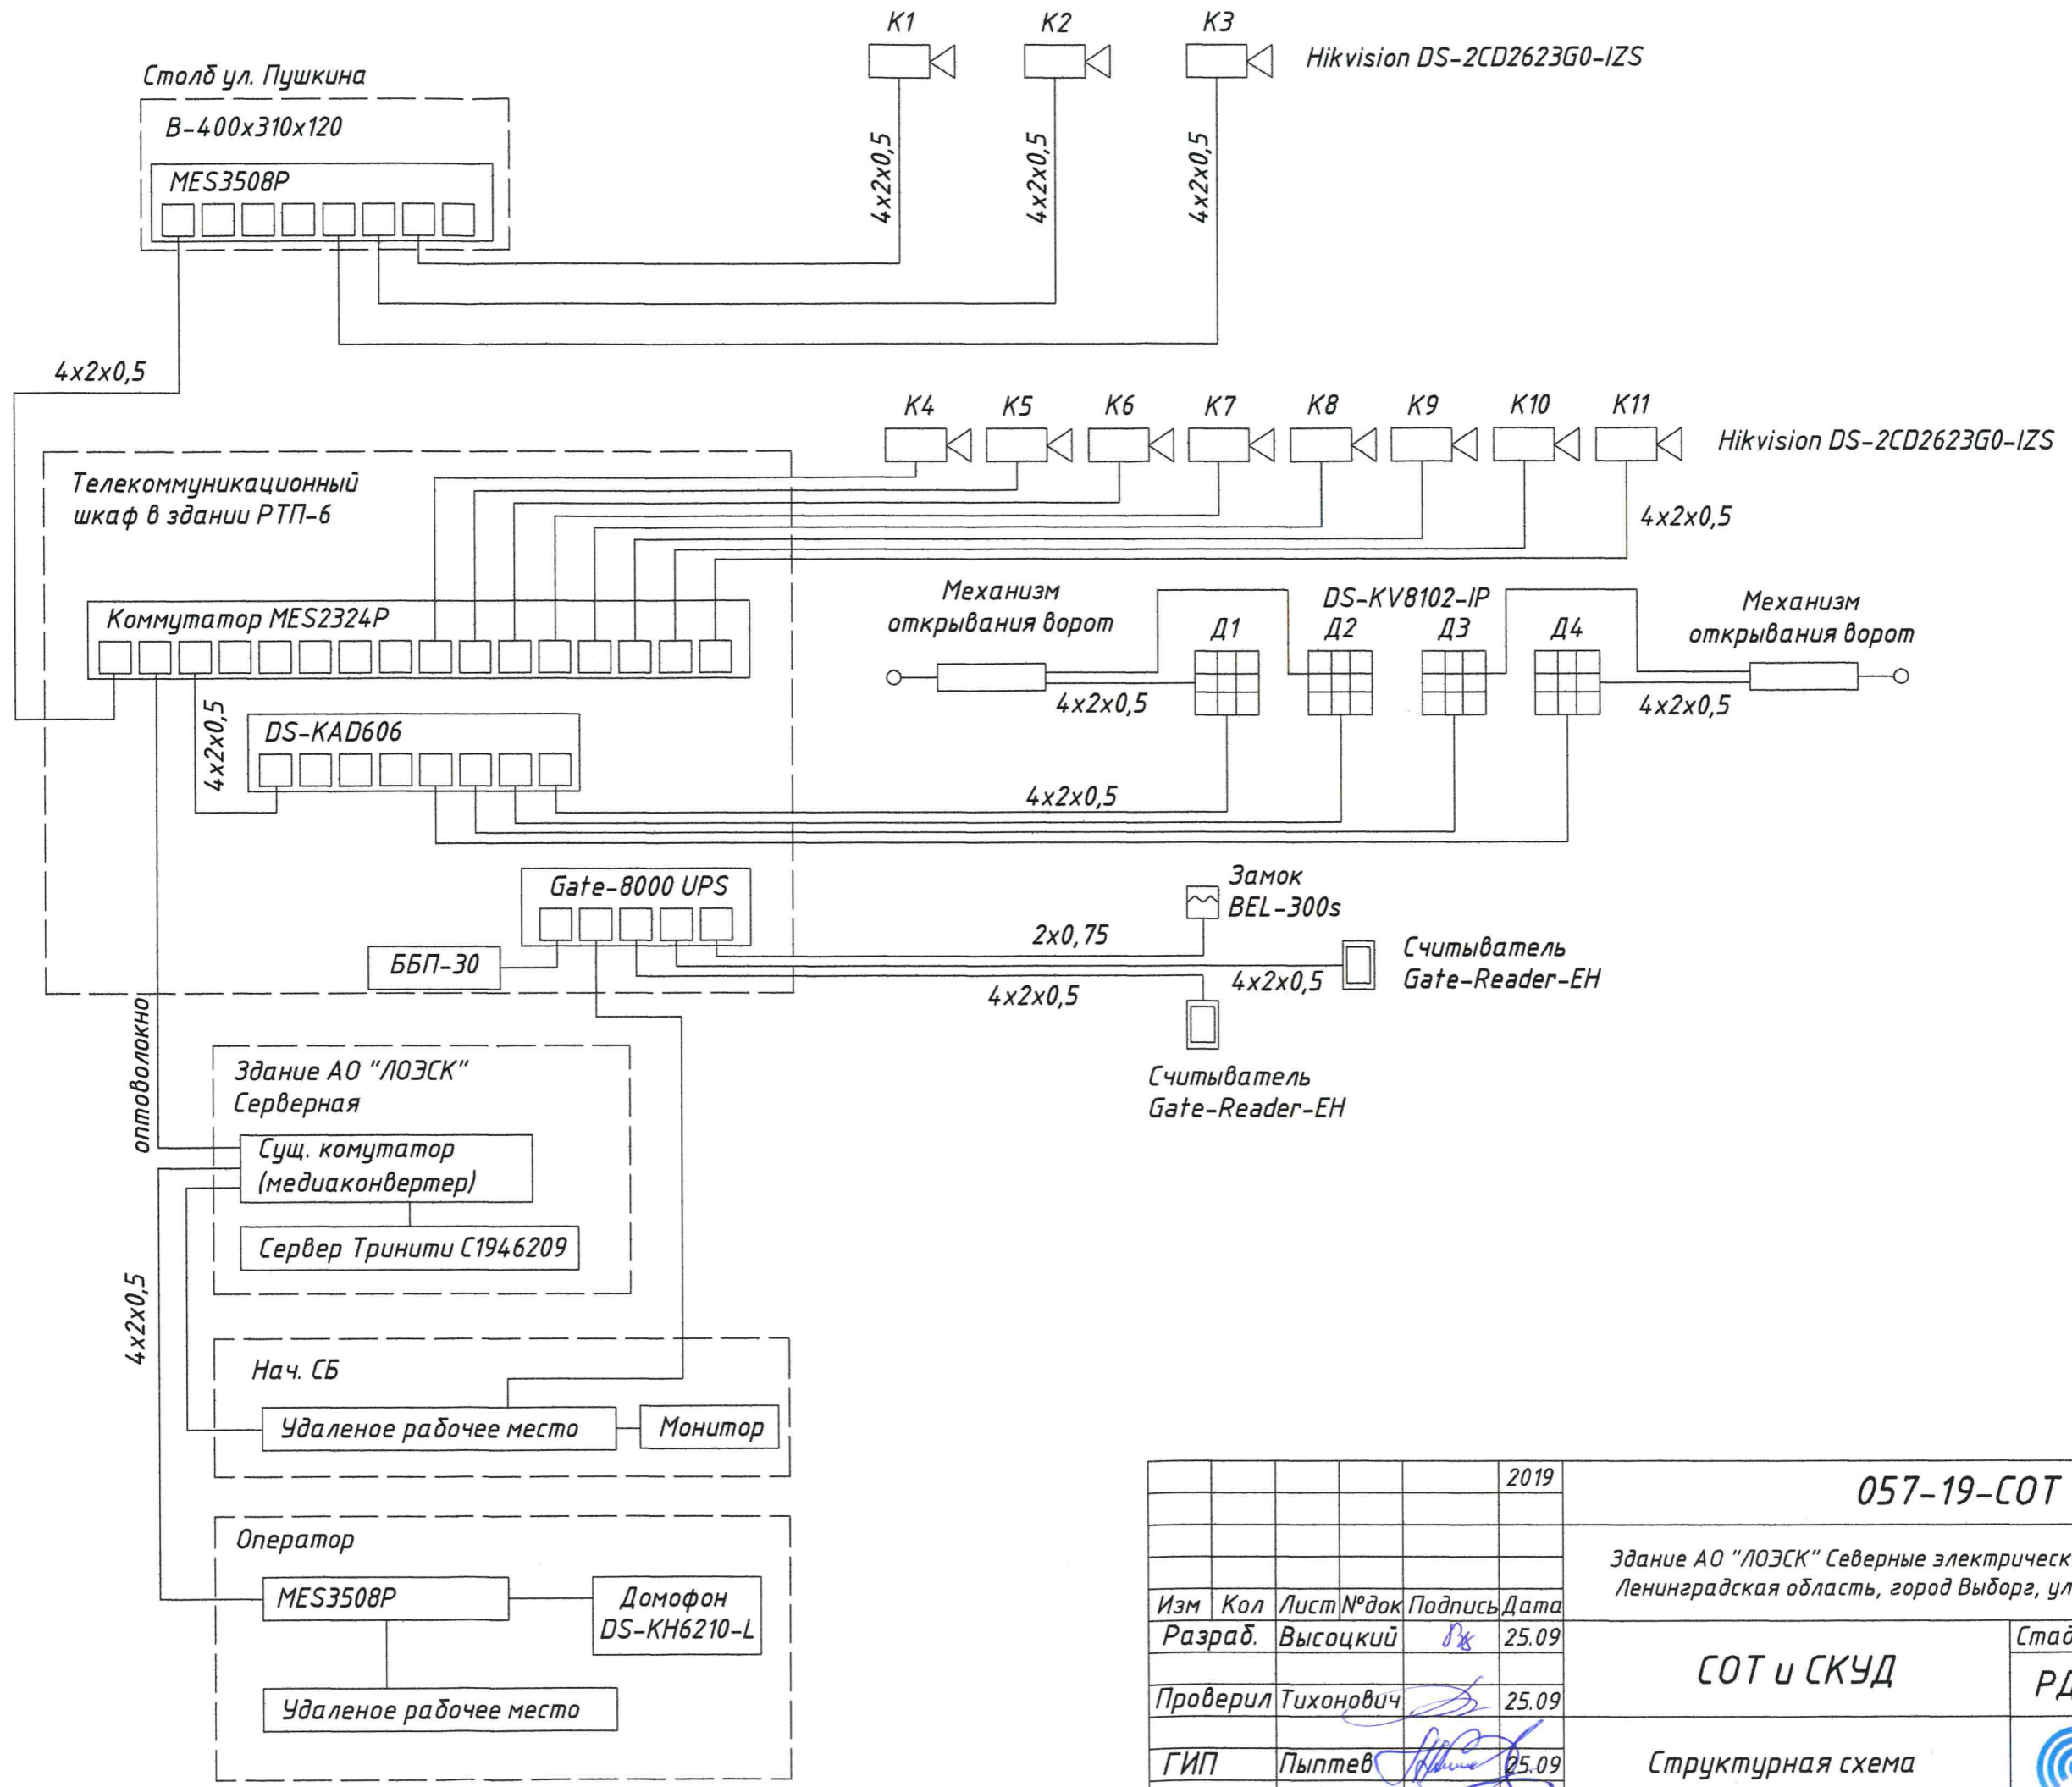 К1
К2
К3
Hikvision DS-2CD2623G0-IZS
Столб ул. Пушкина
В-400х310х120
MES3508P
4х2х0,5
4х2х0,5
4х2х0,5
4х2х0,5
К4
К5
К6
К7
К8
К9
К10
К11
Hikvision DS-2CD2623G0-IZS
4х2х0,5
Телекоммуникационный
шкаф в здании РТП-6
Коммутатор MES2324P
Механизм
открывания ворот
DS-KV8102-IP
Д1
Д2
Д3
Д4
Механизм
открывания ворот
4х2х0,5
4х2х0,5
4х2х0,5
DS-KAD606
4х2х0,5
Gate-8000 UPS
ББП-30
Замок
BEL-300s
2х0,75
Считыватель
Gate-Reader-EH
4х2х0,5
4х2х0,5
Считыватель
Gate-Reader-EH
оптоволокно
Здание АО "ЛОЭСК"
Серверная
Сущ. комутатор
(медиаконвертер)
Сервер Тринити С1946209
4х2х0,5
Нач. СБ
Удаленое рабочее место
Монитор
Оператор
MES3508P
Домофон
DS-KH6210-L
Удаленое рабочее место
2019
057-19-СОТ
Здание АО "ЛОЭСК" Северные электрическ
Ленинградская область, город Выборг, ул
Изм Кол Лист №док Подпись Дата
Разраб. Высоцкий 25.09
СОТ и СКУД
Стад
РД
Проверил Тихонович 25.09
ГИП Пыптев 25.09
Структурная схема